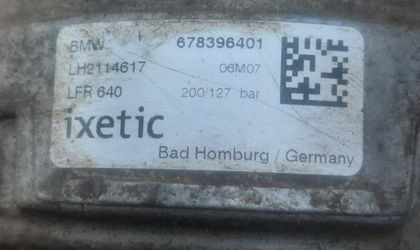 BMW 678396401
LH2114617 06M07
LFR 640 200/127 bar
ixetic
Bad Homburg / Germany